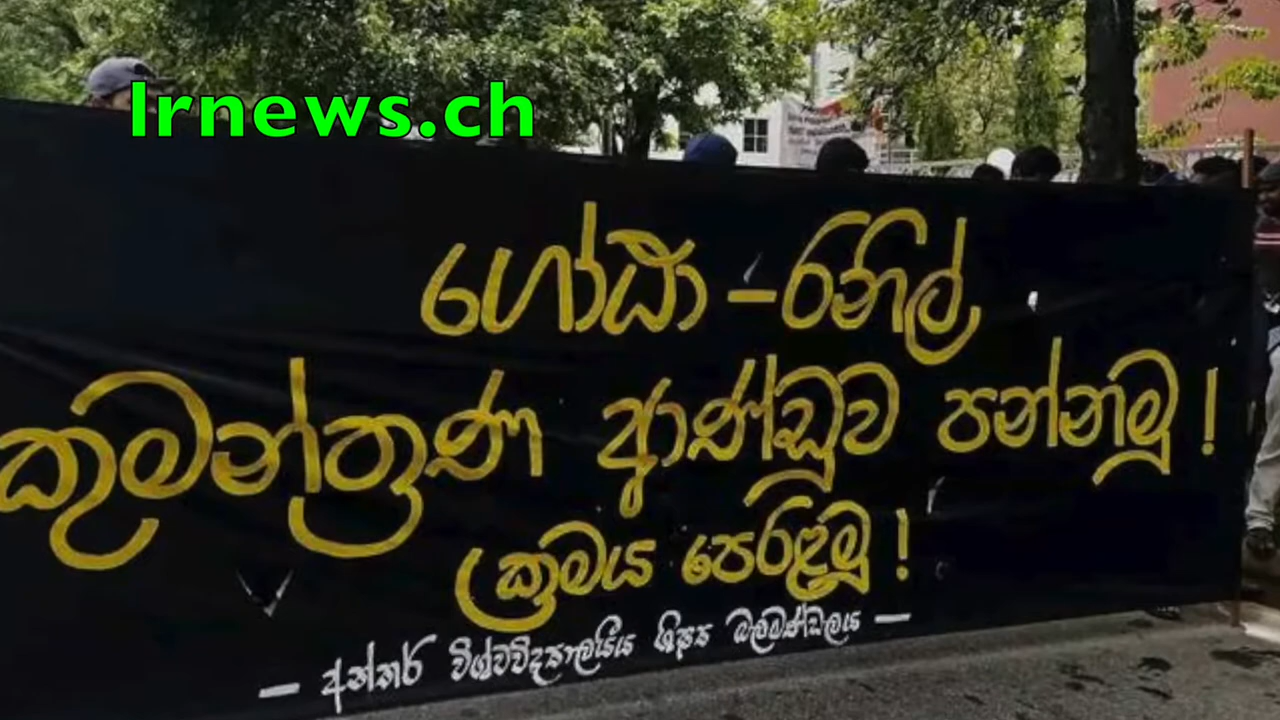 lrnews.ch
ගෝඨා - රනිල්
කුමන්ත්‍රණ ආණ්ඩුව පන්නමු !
ක්‍රමය පෙරළමු !
- අන්තර් විශ්වවිද්‍යාලයීය ශිෂ්‍ය බලමණ්ඩලය -